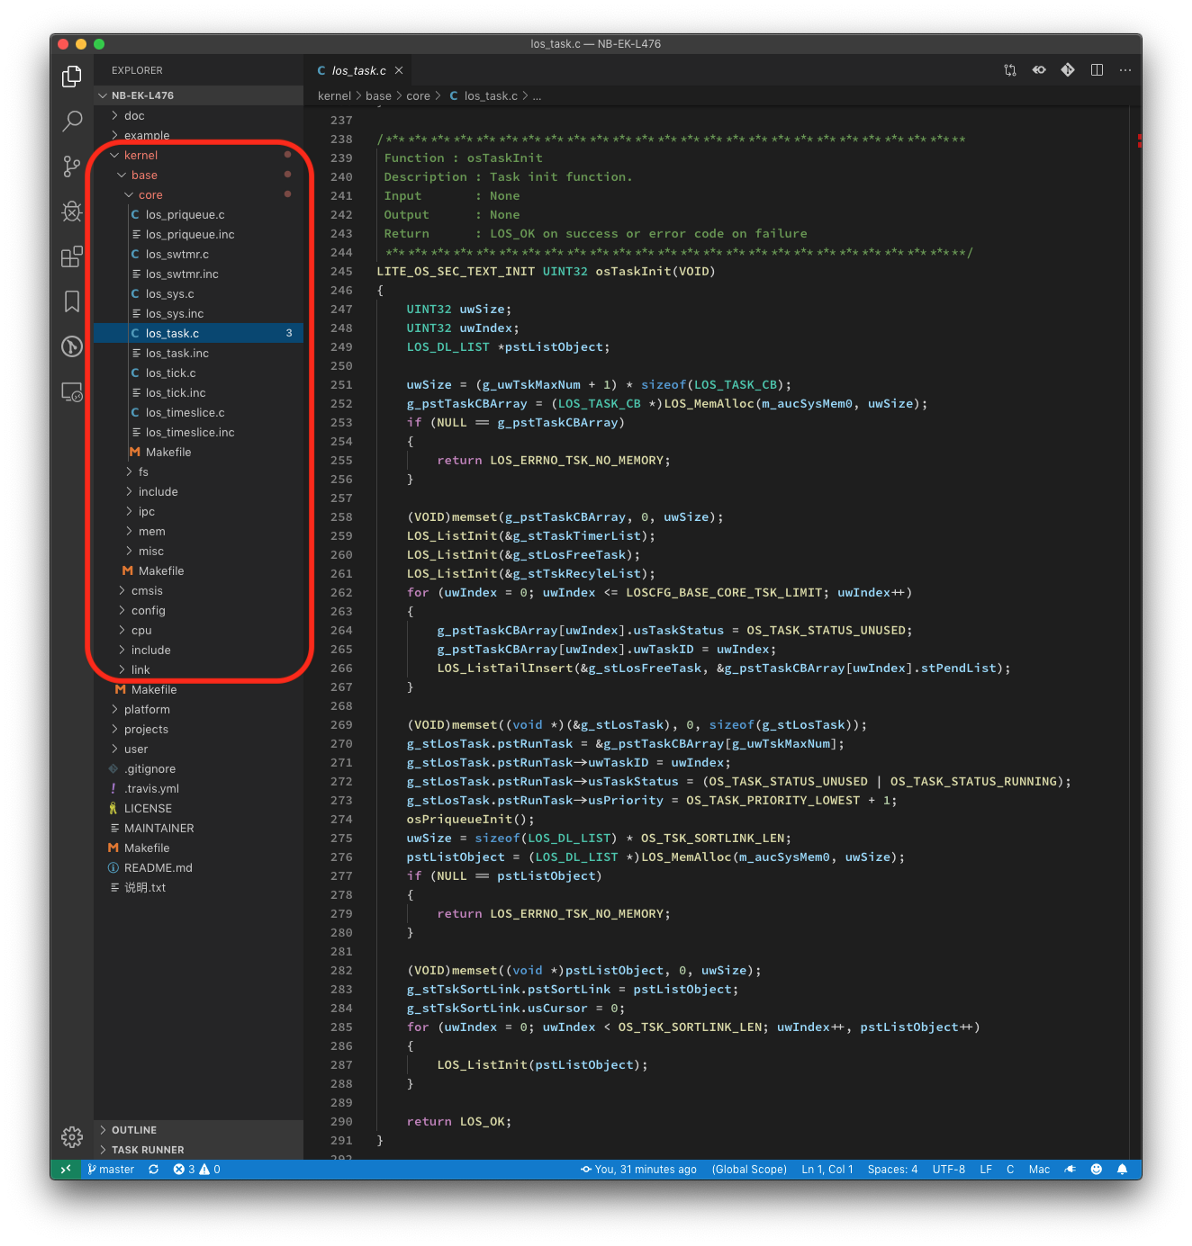 los_task.c — NB-EK-L476
EXPLORER
NB-EK-L476
doc
example
kernel
base
core
C los_priqueue.c
los_priqueue.inc
C los_swtmr.c
los_swtmr.inc
C los_sys.c
los_sys.inc
C los_task.c 3
los_task.inc
C los_tick.c
los_tick.inc
C los_timeslice.c
los_timeslice.inc
M Makefile
fs
include
ipc
mem
misc
M Makefile
cmsis
config
cpu
include
link
M Makefile
platform
projects
user
.gitignore
! .travis.yml
LICENSE
MAINTAINER
M Makefile
README.md
说明.txt
OUTLINE
TASK RUNNER
C los_task.c ×
kernel > base > core > C los_task.c > ...
237
238 /*****************************************************************************
239  Function : osTaskInit
240  Description : Task init function.
241  Input       : None
242  Output      : None
243  Return      : LOS_OK on success or error code on failure
244  *****************************************************************************/
245 LITE_OS_SEC_TEXT_INIT UINT32 osTaskInit(VOID)
246 {
247     UINT32 uwSize;
248     UINT32 uwIndex;
249     LOS_DL_LIST *pstListObject;
250
251     uwSize = (g_uwTskMaxNum + 1) * sizeof(LOS_TASK_CB);
252     g_pstTaskCBArray = (LOS_TASK_CB *)LOS_MemAlloc(m_aucSysMem0, uwSize);
253     if (NULL == g_pstTaskCBArray)
254     {
255         return LOS_ERRNO_TSK_NO_MEMORY;
256     }
257
258     (VOID)memset(g_pstTaskCBArray, 0, uwSize);
259     LOS_ListInit(&g_stTaskTimerList);
260     LOS_ListInit(&g_stLosFreeTask);
261     LOS_ListInit(&g_stTskRecyleList);
262     for (uwIndex = 0; uwIndex <= LOSCFG_BASE_CORE_TSK_LIMIT; uwIndex++)
263     {
264         g_pstTaskCBArray[uwIndex].usTaskStatus = OS_TASK_STATUS_UNUSED;
265         g_pstTaskCBArray[uwIndex].uwTaskID = uwIndex;
266         LOS_ListTailInsert(&g_stLosFreeTask, &g_pstTaskCBArray[uwIndex].stPendList);
267     }
268
269     (VOID)memset((void *)(&g_stLosTask), 0, sizeof(g_stLosTask));
270     g_stLosTask.pstRunTask = &g_pstTaskCBArray[g_uwTskMaxNum];
271     g_stLosTask.pstRunTask->uwTaskID = uwIndex;
272     g_stLosTask.pstRunTask->usTaskStatus = (OS_TASK_STATUS_UNUSED | OS_TASK_STATUS_RUNNING);
273     g_stLosTask.pstRunTask->usPriority = OS_TASK_PRIORITY_LOWEST + 1;
274     osPriqueueInit();
275     uwSize = sizeof(LOS_DL_LIST) * OS_TSK_SORTLINK_LEN;
276     pstListObject = (LOS_DL_LIST *)LOS_MemAlloc(m_aucSysMem0, uwSize);
277     if (NULL == pstListObject)
278     {
279         return LOS_ERRNO_TSK_NO_MEMORY;
280     }
281
282     (VOID)memset((void *)pstListObject, 0, uwSize);
283     g_stTskSortLink.pstSortLink = pstListObject;
284     g_stTskSortLink.usCursor = 0;
285     for (uwIndex = 0; uwIndex < OS_TSK_SORTLINK_LEN; uwIndex++, pstListObject++)
286     {
287         LOS_ListInit(pstListObject);
288     }
289
290     return LOS_OK;
291 }
292
master 3 0 You, 31 minutes ago (Global Scope) Ln 1, Col 1 Spaces: 4 UTF-8 LF C Mac